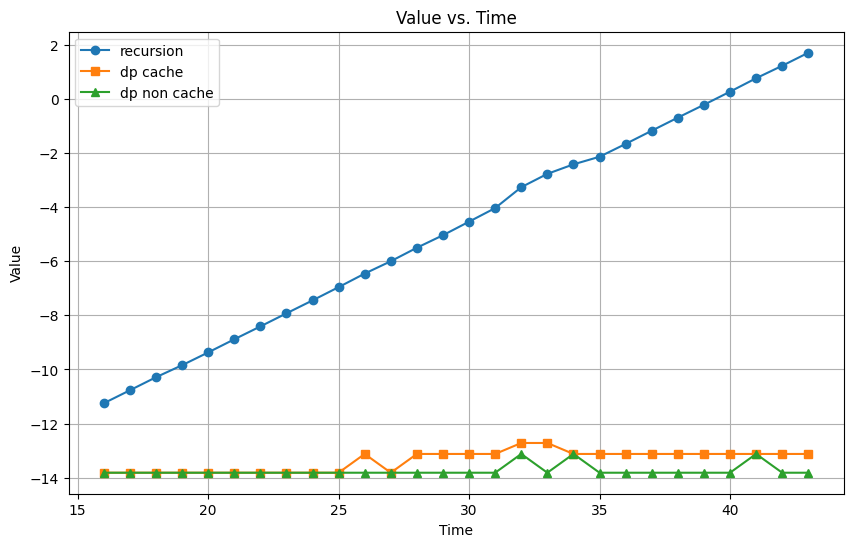 Value vs. Time
recursion
dp cache
dp non cache
Value
2
0
−2
−4
−6
−8
−10
−12
−14
15
20
25
30
35
40
Time